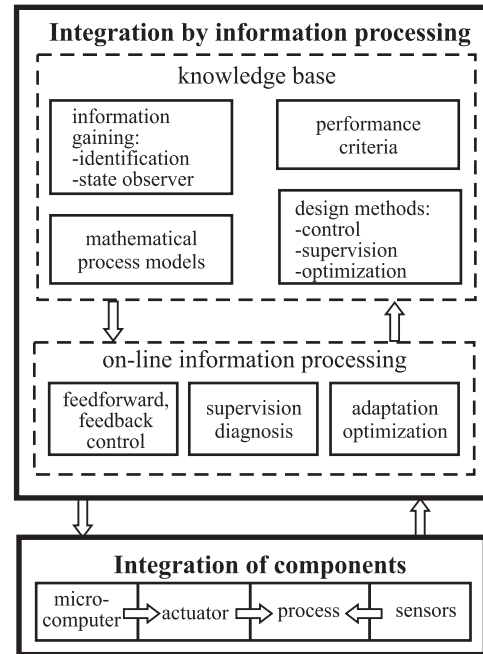 Integration by information processing
knowledge base
information
gaining:
-identification
-state observer
performance
criteria
mathematical
process models
design methods:
-control
-supervision
-optimization
on-line information processing
feedforward,
feedback
control
supervision
diagnosis
adaptation
optimization
Integration of components
micro-
computer
actuator
process
sensors